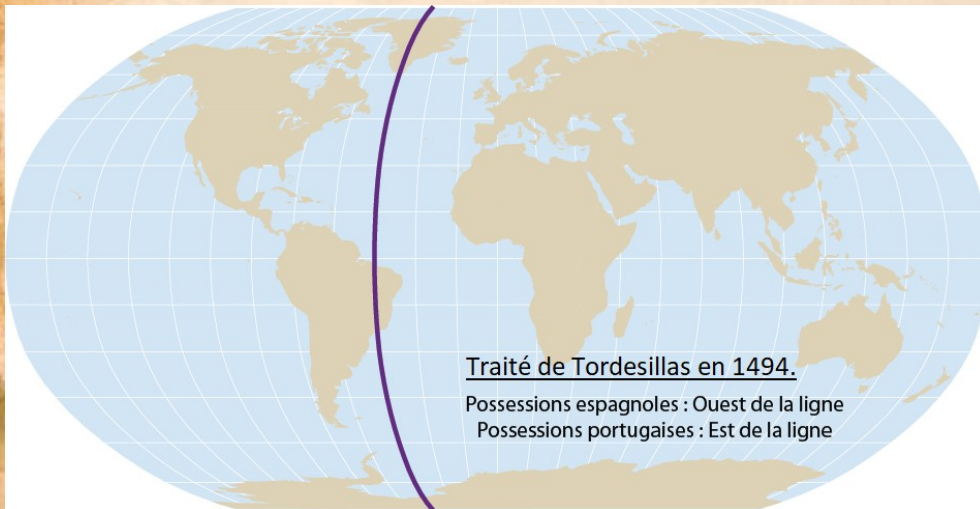 Traité de Tordesillas en 1494.
Possessions espagnoles : Ouest de la ligne
Possessions portugaises : Est de la ligne